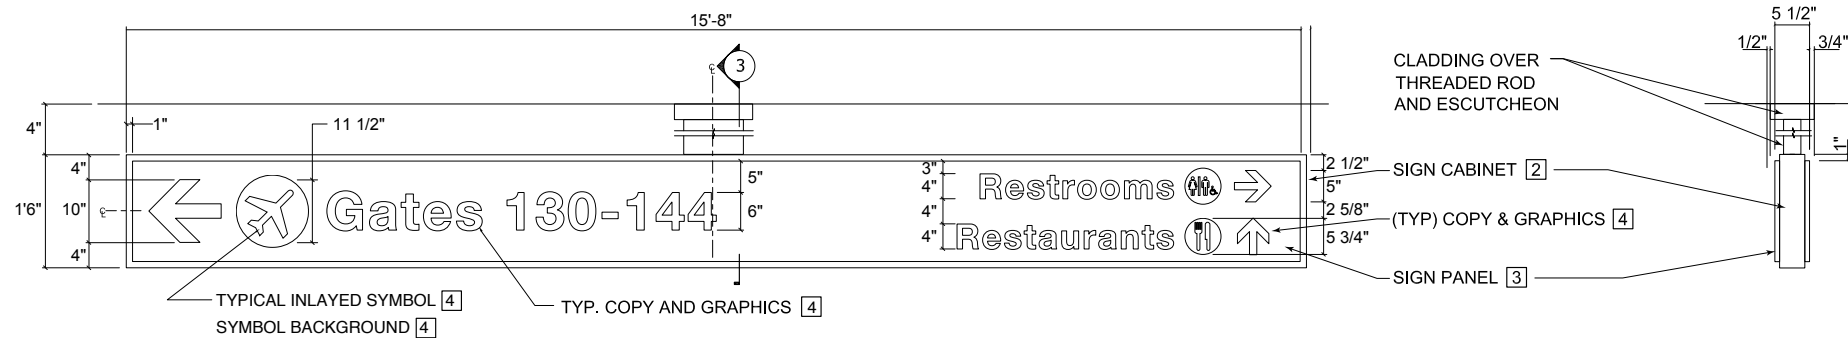 15'-8"
5 1/2"
1/2"
3/4"
℄
3
CLADDING OVER
THREADED ROD
AND ESCUTCHEON
4"
1"
11 1/2"
1"
4"
5"
3"
2 1/2"
SIGN CABINET 2
Restrooms
4"
5"
1'6"
10"
℄
Gates 130-144
6"
4"
2 5/8"
(TYP) COPY & GRAPHICS 4
Restaurants
4"
5 3/4"
4"
SIGN PANEL 3
TYPICAL INLAYED SYMBOL 4
SYMBOL BACKGROUND 4
TYP. COPY AND GRAPHICS 4